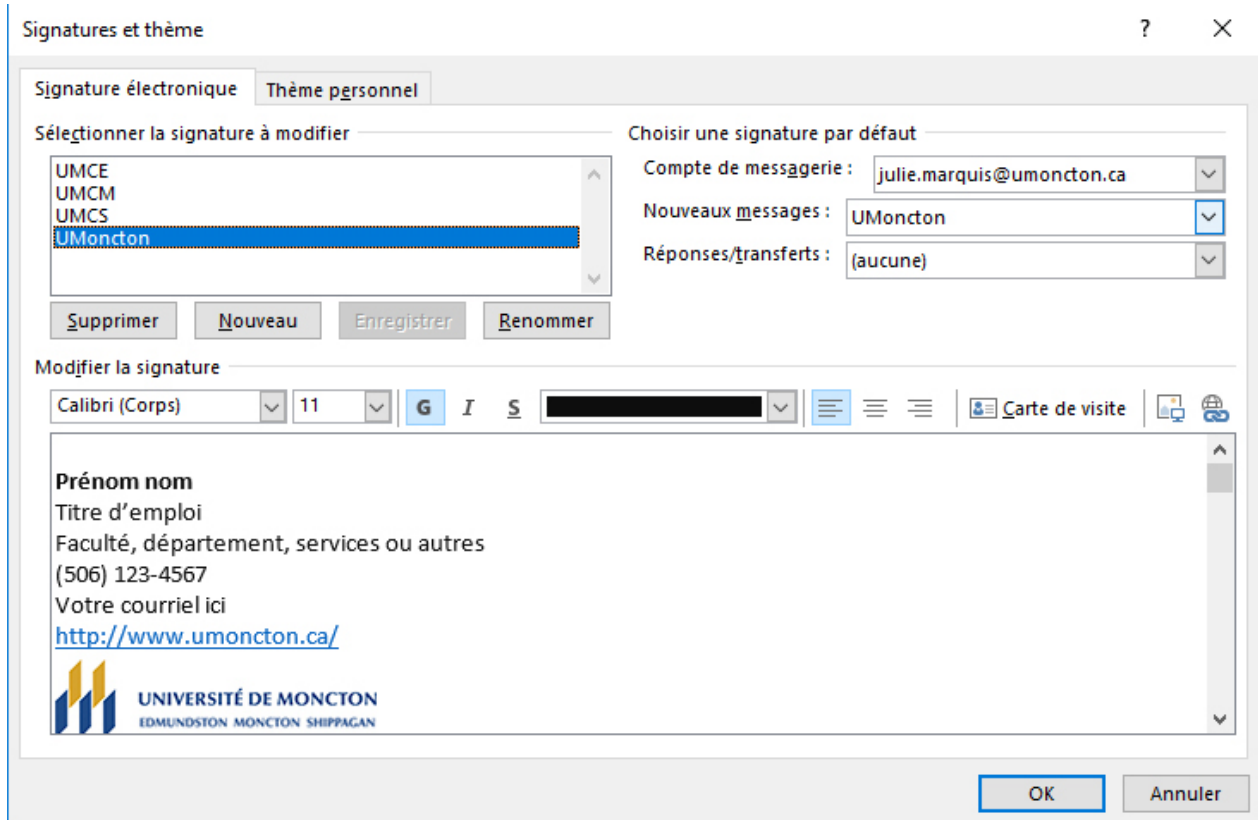 Signatures et thème ? ✕
Signature électronique Thème personnel
Sélectionner la signature à modifier
UMCE
UMCM
UMCS
UMoncton
Supprimer Nouveau Enregistrer Renommer
Choisir une signature par défaut
Compte de messagerie : julie.marquis@umoncton.ca
Nouveaux messages : UMoncton
Réponses/transferts : (aucune)
Modifier la signature
Calibri (Corps) 11 G I S Carte de visite
Prénom nom
Titre d’emploi
Faculté, département, services ou autres
(506) 123-4567
Votre courriel ici
http://www.umoncton.ca/
UNIVERSITÉ DE MONCTON
EDMUNDSTON MONCTON SHIPPAGAN
OK Annuler